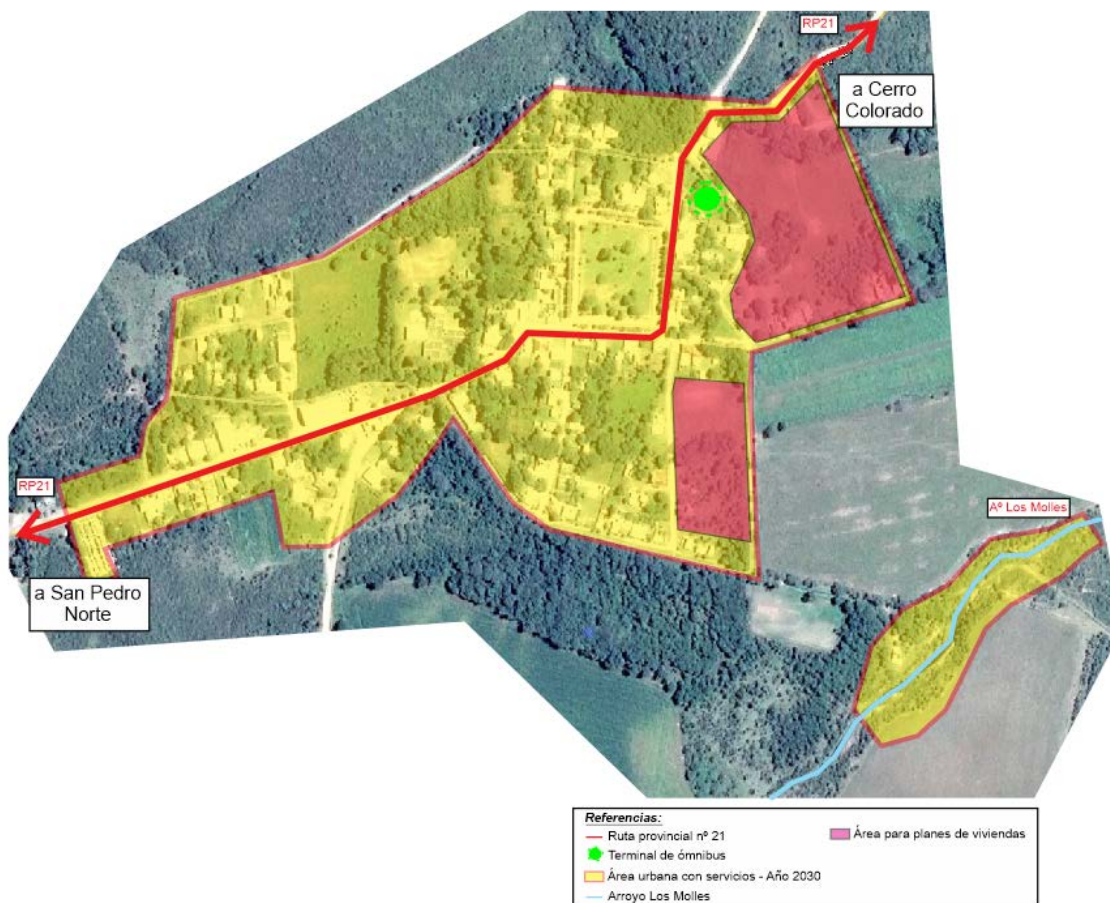 RP21
a Cerro
Colorado
RP21
a San Pedro
Norte
Aº Los Molles
Referencias:
Ruta provincial nº 21
Área para planes de viviendas
Terminal de ómnibus
Área urbana con servicios - Año 2030
Arroyo Los Molles